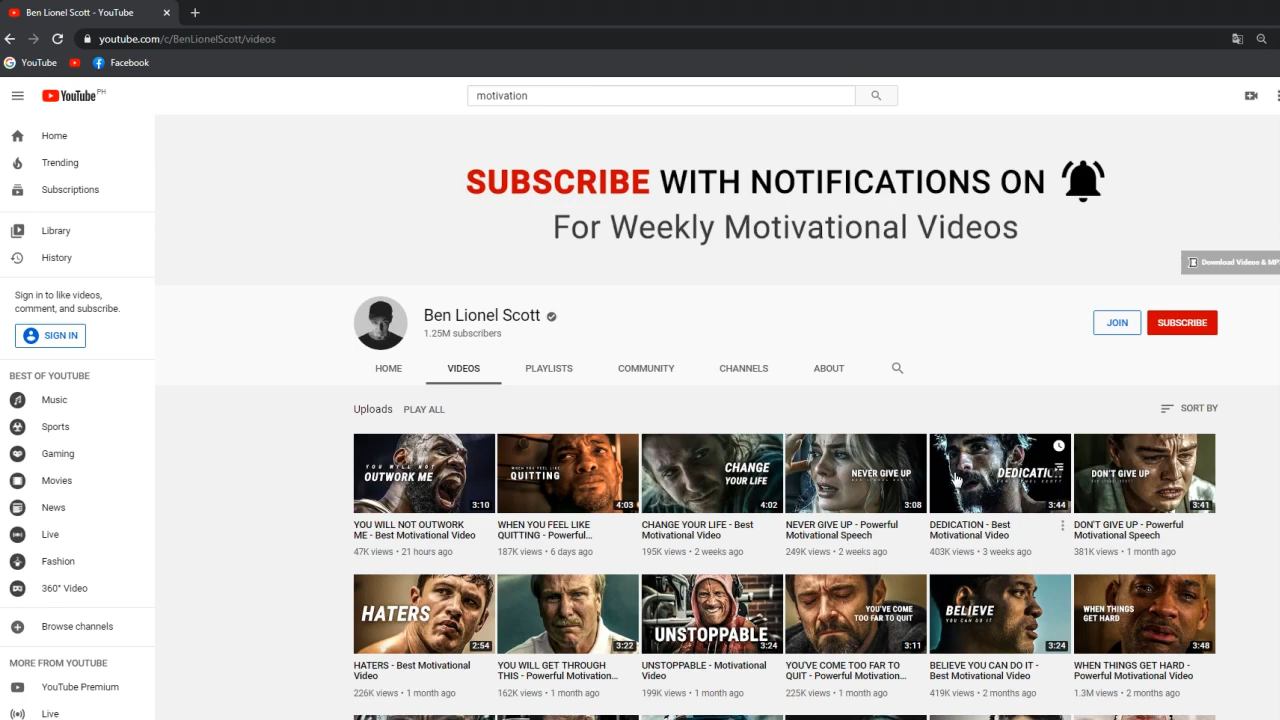 Ben Lionel Scott - YouTube
youtube.com/c/BenLionelScott/videos
YouTube
Facebook
YouTube PH
motivation
Home
Trending
Subscriptions
Library
History
Sign in to like videos,
comment, and subscribe.
SIGN IN
BEST OF YOUTUBE
Music
Sports
Gaming
Movies
News
Live
Fashion
360° Video
Browse channels
MORE FROM YOUTUBE
YouTube Premium
Live
SUBSCRIBE WITH NOTIFICATIONS ON
For Weekly Motivational Videos
Download Videos & MP
Ben Lionel Scott
1.25M subscribers
JOIN
SUBSCRIBE
HOME
VIDEOS
PLAYLISTS
COMMUNITY
CHANNELS
ABOUT
Uploads
PLAY ALL
SORT BY
YOU WILL NOT
OUTWORK ME
3:10
YOU WILL NOT OUTWORK
ME - Best Motivational Video
47K views • 21 hours ago
WHEN YOU FEEL LIKE
QUITTING
4:03
WHEN YOU FEEL LIKE
QUITTING - Powerful...
187K views • 6 days ago
CHANGE
YOUR LIFE
4:02
CHANGE YOUR LIFE - Best
Motivational Video
195K views • 2 weeks ago
NEVER GIVE UP
3:08
NEVER GIVE UP - Powerful
Motivational Speech
249K views • 2 weeks ago
DEDICATI
3:44
DEDICATION - Best
Motivational Video
403K views • 3 weeks ago
DON'T GIVE UP
BEN LIONEL SCOTT
3:41
DON'T GIVE UP - Powerful
Motivational Speech
381K views • 1 month ago
HATERS
2:54
HATERS - Best Motivational
Video
226K views • 1 month ago
3:22
YOU WILL GET THROUGH
THIS - Powerful Motivation...
162K views • 1 month ago
UNSTOPPABLE
3:24
UNSTOPPABLE - Motivational
Video
199K views • 1 month ago
YOU'VE COME
TOO FAR TO QUIT
3:11
YOU'VE COME TOO FAR TO
QUIT - Powerful Motivation...
225K views • 1 month ago
BELIEVE
YOU CAN DO IT
3:24
BELIEVE YOU CAN DO IT -
Best Motivational Video
419K views • 2 months ago
WHEN THINGS
GET HARD
3:48
WHEN THINGS GET HARD -
Powerful Motivational Video
1.3M views • 2 months ago